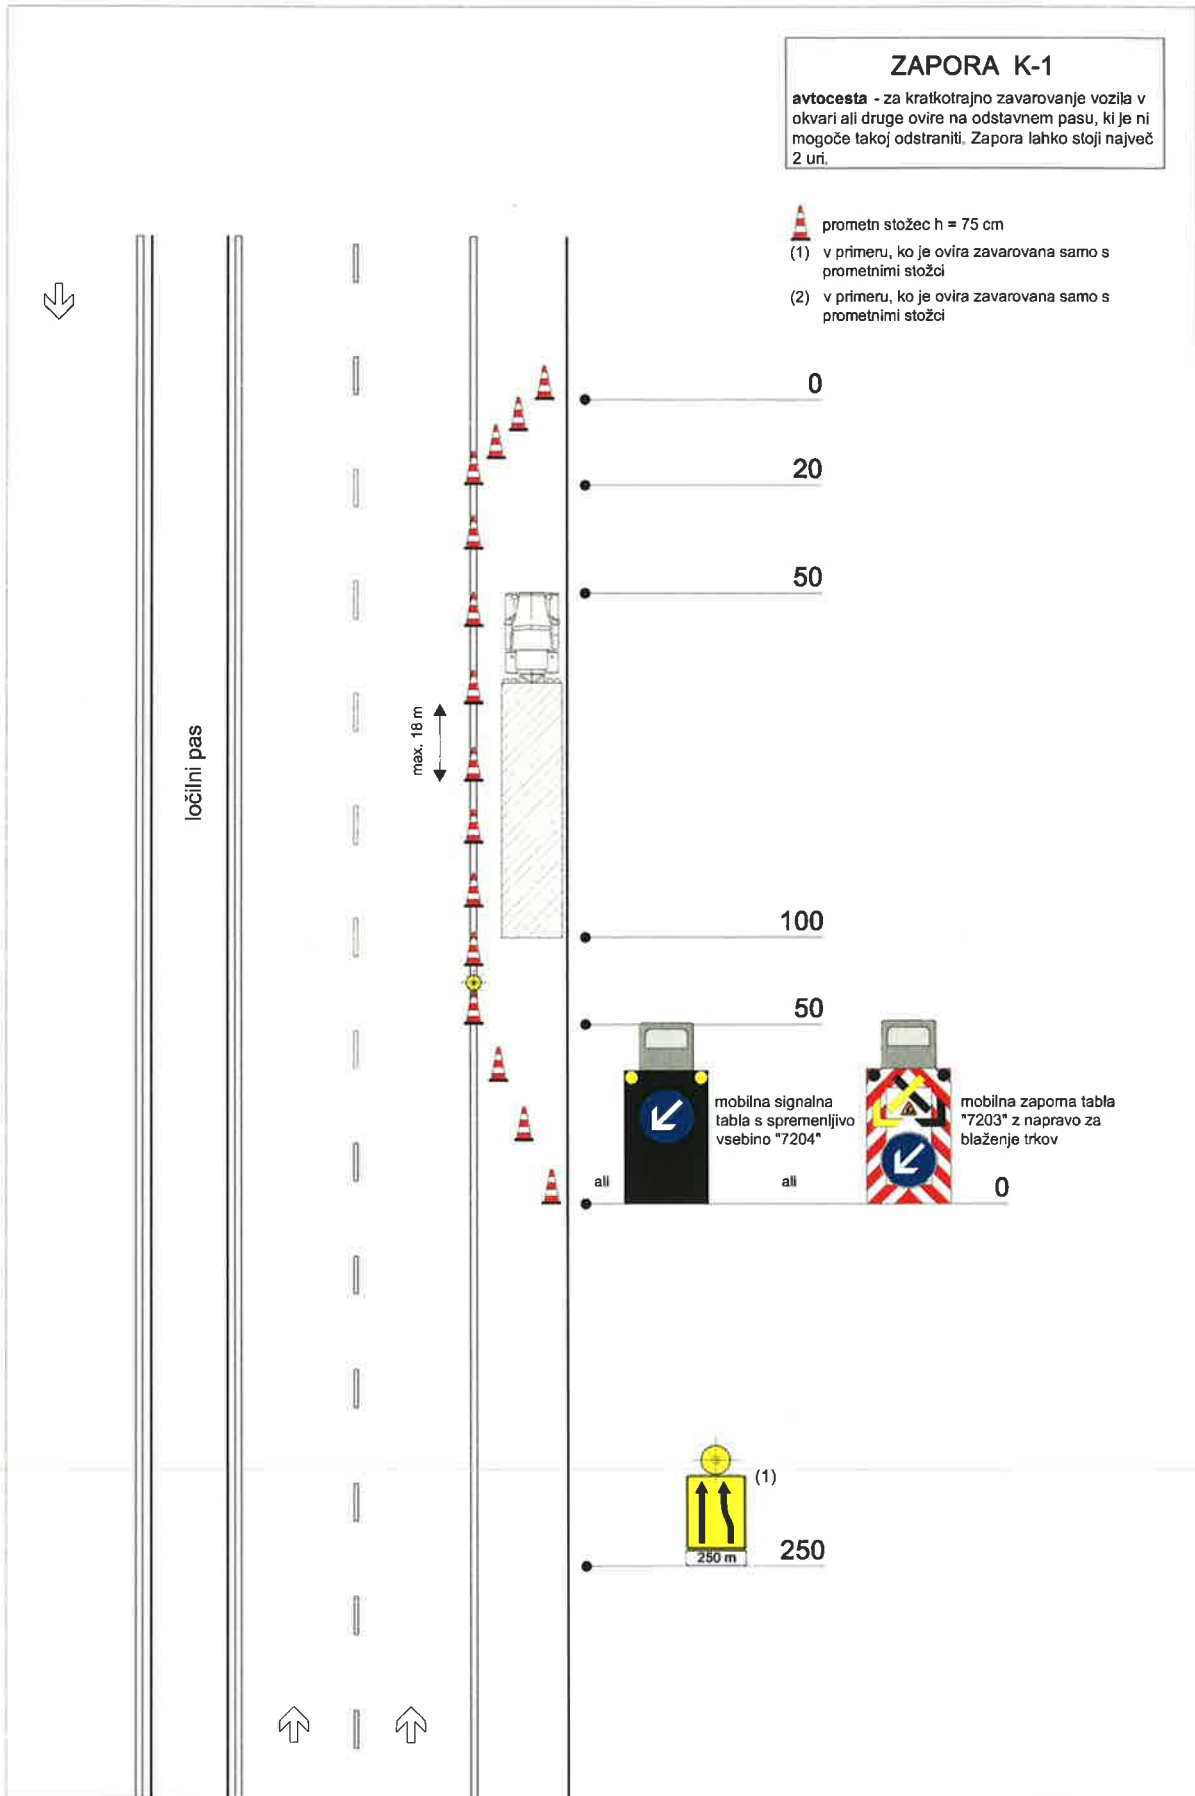 ZAPORA K-1
avtocesta - za kratkotrajno zavarovanje vozila v
okvari ali druge ovire na odstavnem pasu, ki je ni
mogoče takoj odstraniti. Zapora lahko stoji največ
2 uri.
prometn stožec h = 75 cm
(1) v primeru, ko je ovira zavarovana samo s
prometnimi stožci
(2) v primeru, ko je ovira zavarovana samo s
prometnimi stožci
0
20
50
max. 18 m
ločilni pas
100
50
mobilna signalna
tabla s spremenljivo
vsebino "7204"
mobilna zaporna tabla
"7203" z napravo za
blaženje trkov
ali
ali
0
(1)
250 m
250